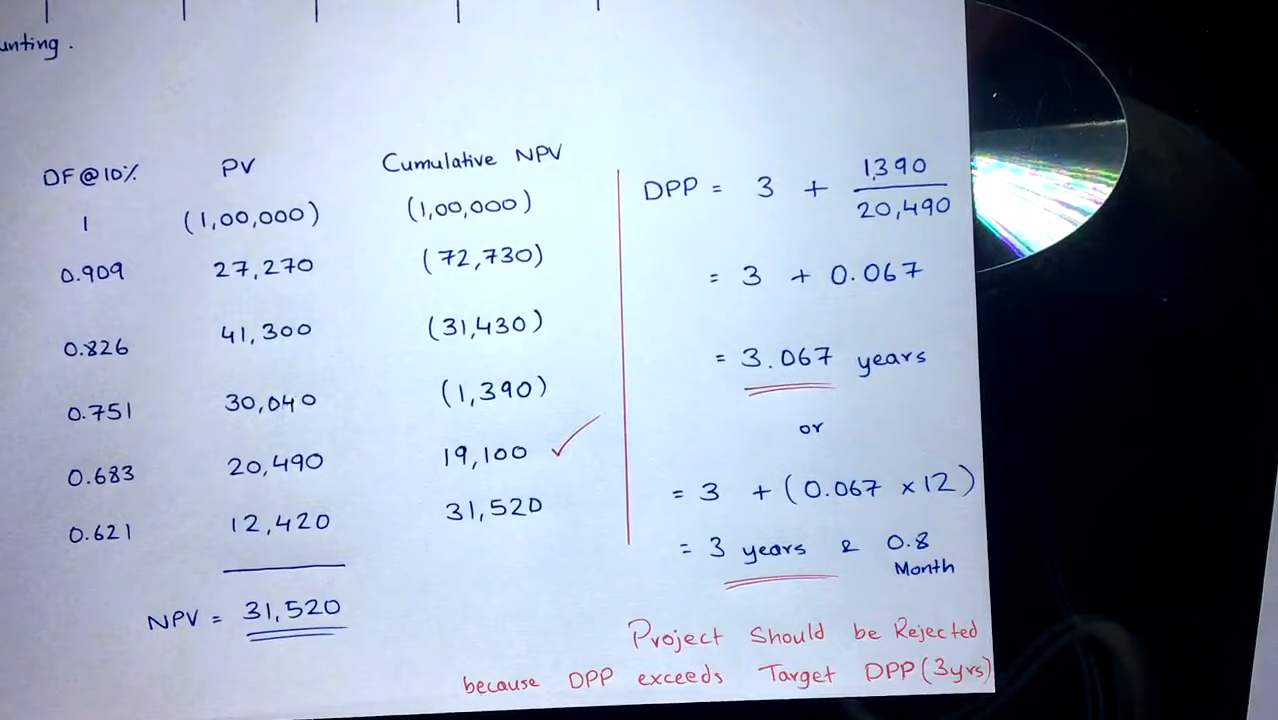 unting.
DF@10% PV Cumulative NPV
1 (1,00,000) (1,00,000)
0.909 27,270 (72,730)
0.826 41,300 (31,430)
0.751 30,040 (1,390)
0.683 20,490 19,100 ✓
0.621 12,420 31,520
NPV = 31,520
DPP = 3 + 1,390 / 20,490
= 3 + 0.067
= 3.067 years
or
= 3 + (0.067 × 12)
= 3 years & 0.8 Month
Project Should be Rejected
because DPP exceeds Target DPP (3yrs)